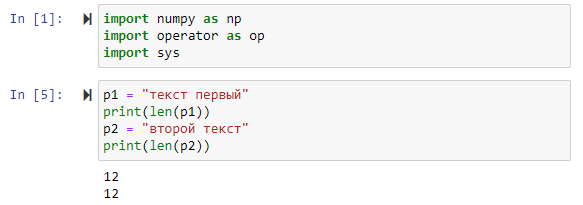 In [1]:
import numpy as np
import operator as op
import sys
In [5]:
p1 = "текст первый"
print(len(p1))
p2 = "второй текст"
print(len(p2))
12
12